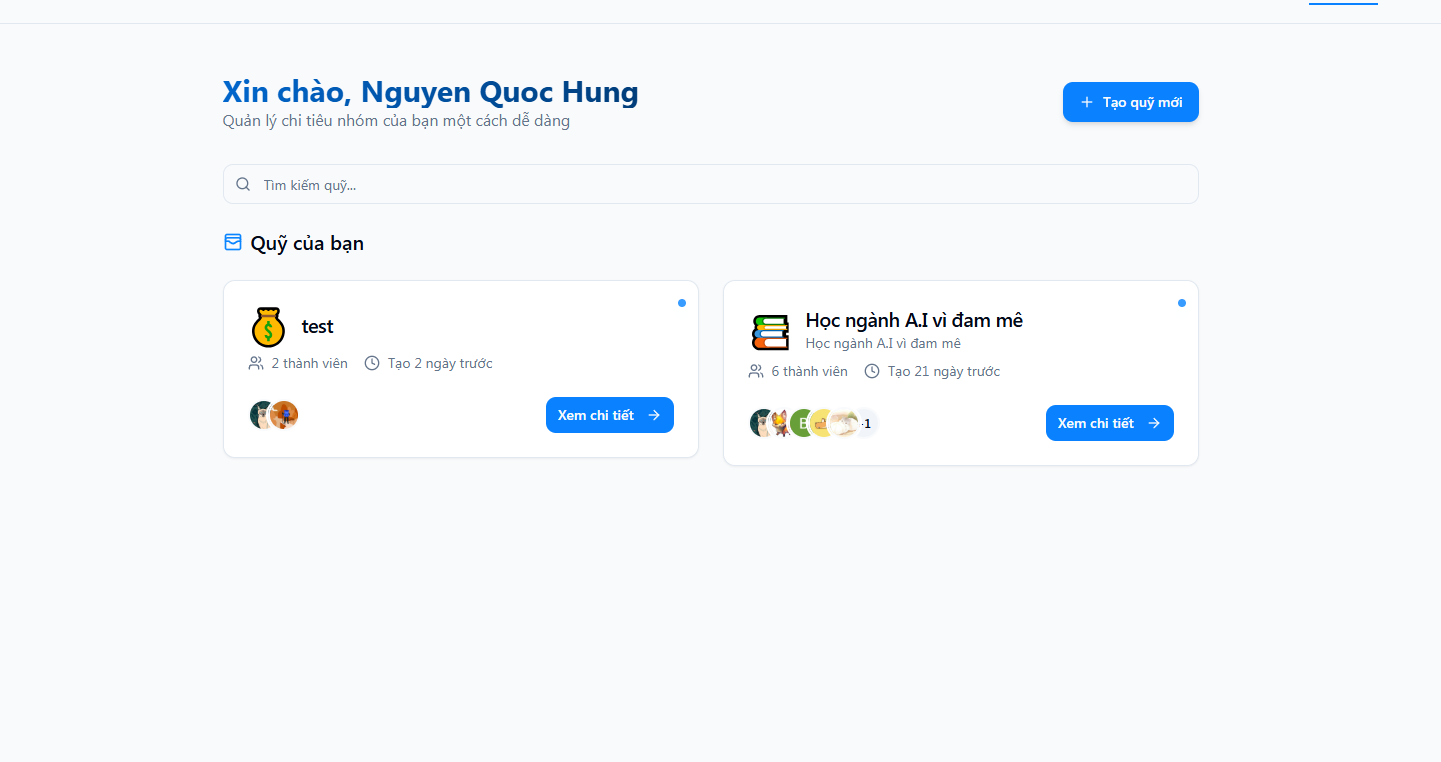 Xin chào, Nguyen Quoc Hung
Quản lý chi tiêu nhóm của bạn một cách dễ dàng
+ Tạo quỹ mới
Tìm kiếm quỹ...
Quỹ của bạn
test
2 thành viên Tạo 2 ngày trước
Xem chi tiết →
Học ngành A.I vì đam mê
Học ngành A.I vì đam mê
6 thành viên Tạo 21 ngày trước
B
+1
Xem chi tiết →